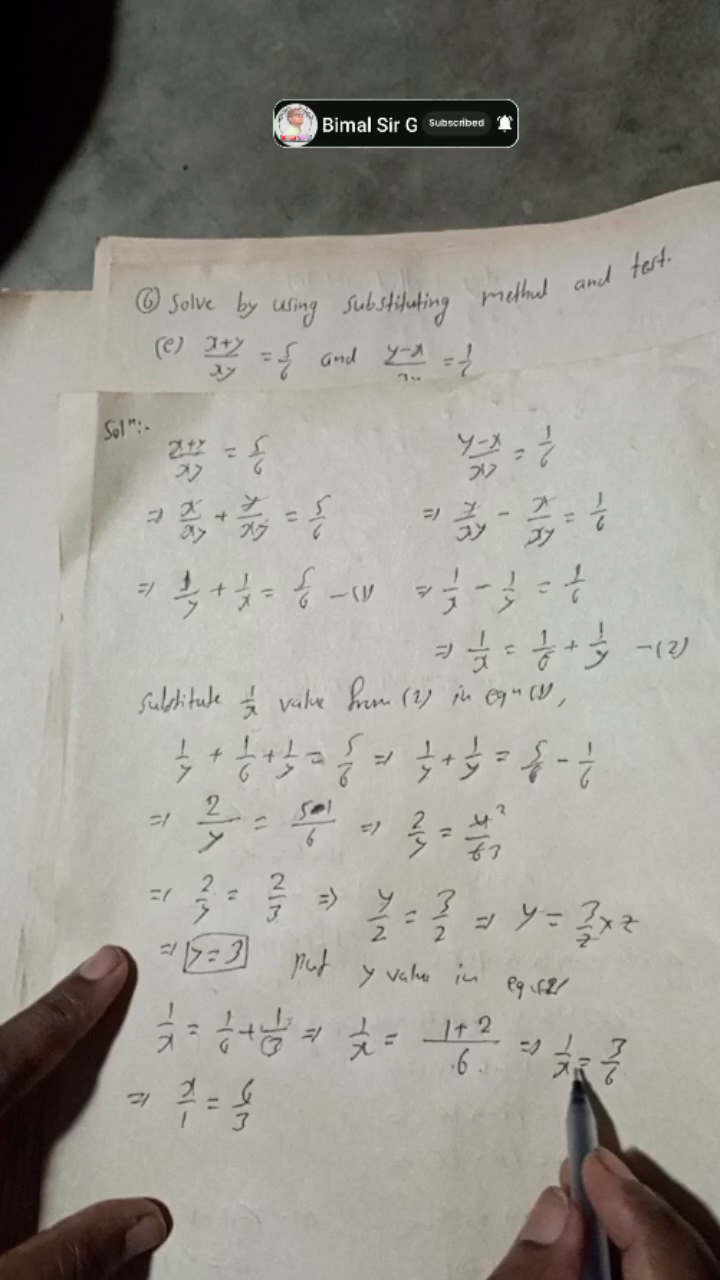 Bimal Sir G Subscribed
⑥ Solve by using substituting method and test.
(e) x+y/xy = 5/6 and y-x/xy = 1/6
Solⁿ:-
x+y/xy = 5/6 y-x/xy = 1/6
⇒ x/xy + y/xy = 5/6 ⇒ y/xy - x/xy = 1/6
⇒ 1/y + 1/x = 5/6 -(1) ⇒ 1/x - 1/y = 1/6
⇒ 1/x = 1/6 + 1/y -(2)
substitute 1/x value from (2) in eqn (1),
1/y + 1/6 + 1/y = 5/6 ⇒ 1/y + 1/y = 5/6 - 1/6
⇒ 2/y = 5-1/6 ⇒ 2/y = 4 2/6 3
⇒ 2/y = 2/3 ⇒ y/2 = 3/2 ⇒ y = 3/2 × 2
⇒ y = 3 put y value in eqn (2)
1/x = 1/6 + 1/3 ⇒ 1/x = 1+2/6 ⇒ 1/x = 3/6
⇒ x/1 = 6/3